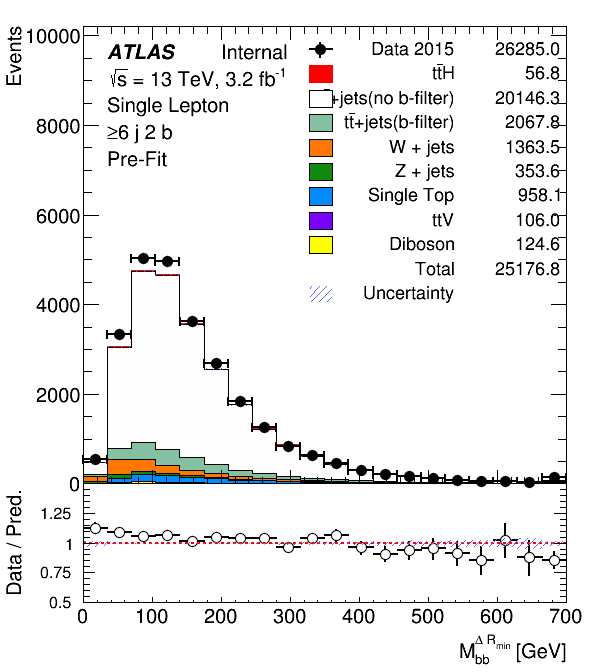 Events
10000
8000
6000
4000
2000
0
ATLAS Internal
√s = 13 TeV, 3.2 fb⁻¹
Single Lepton
≥6 j 2 b
Pre-Fit
Data 2015 26285.0
tt̄H 56.8
+jets(no b-filter) 20146.3
tt̄+jets(b-filter) 2067.8
W + jets 1363.5
Z + jets 353.6
Single Top 958.1
ttV 106.0
Diboson 124.6
Total 25176.8
Uncertainty
Data / Pred.
1.25
1
0.75
0.5
0 100 200 300 400 500 600 700
M_bb^Δ R_min [GeV]